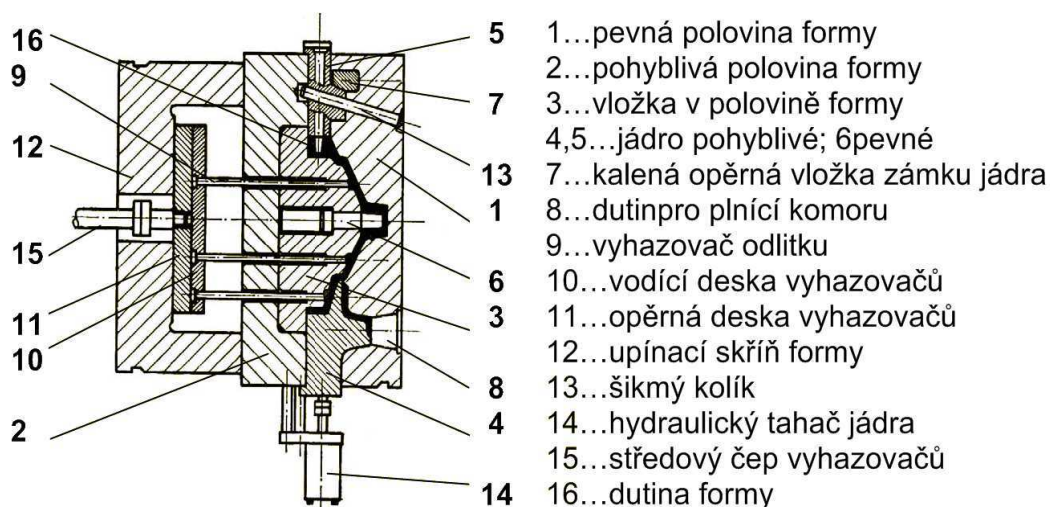 16
9
12
15
11
10
2
5
7
13
1
6
3
8
4
14
1...pevná polovina formy
2...pohyblivá polovina formy
3...vložka v polovině formy
4,5...jádro pohyblivé; 6pevné
7...kalená opěrná vložka zámku jádra
8...dutinpro plnící komoru
9...vyhazovač odlitku
10...vodící deska vyhazovačů
11...opěrná deska vyhazovačů
12...upínací skříň formy
13...šikmý kolík
14...hydraulický tahač jádra
15...středový čep vyhazovačů
16...dutina formy